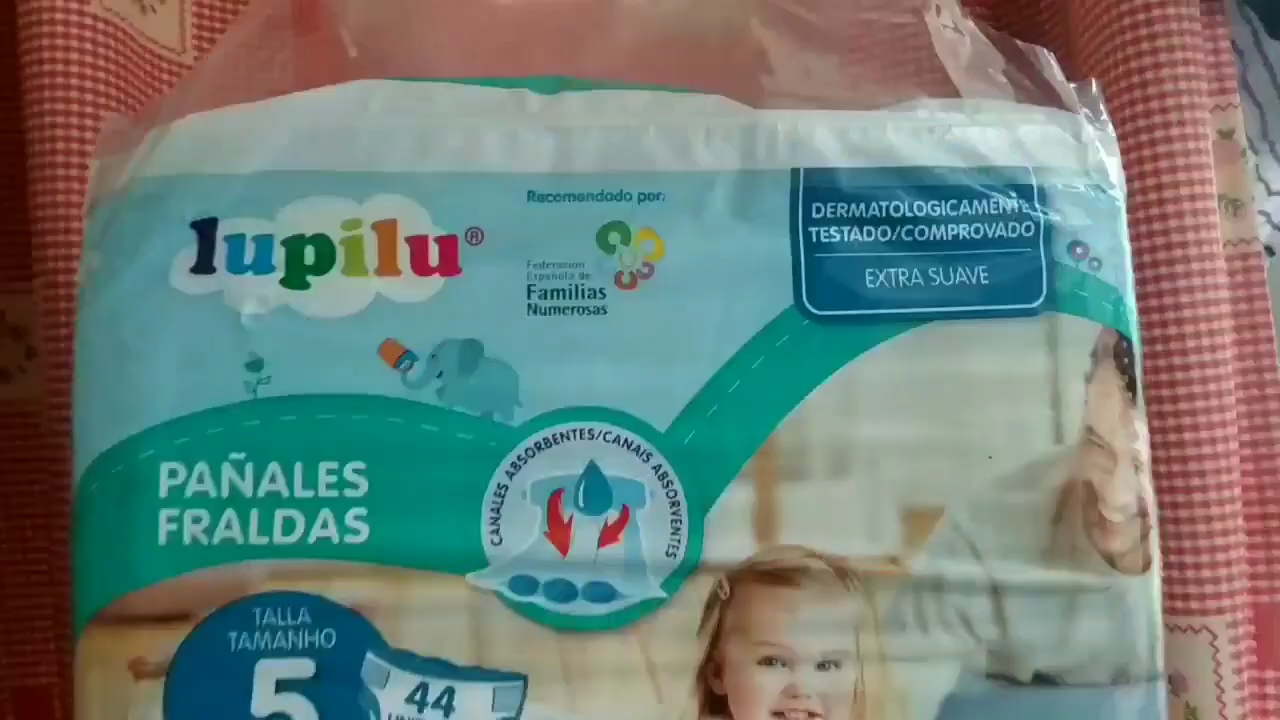 lupilu®
Recomendado por:
Federación
Española de
Familias
Numerosas
DERMATOLOGICAMENTE
TESTADO/COMPROVADO
EXTRA SUAVE
PAÑALES
FRALDAS
CANALES ABSORBENTES/CANAIS ABSORVENTES
TALLA
TAMANHO
5
44